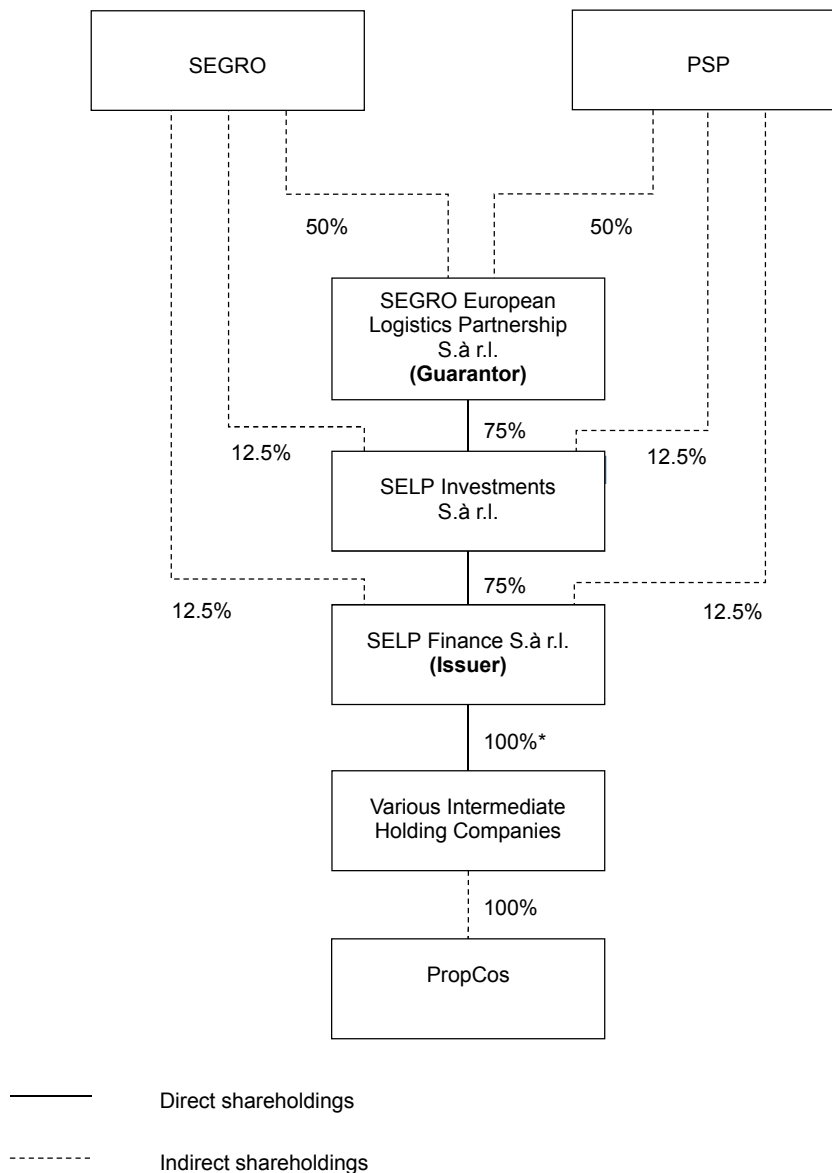 SEGRO
PSP
50%
50%
SEGRO European
Logistics Partnership
S.à r.l.
(Guarantor)
75%
12.5%
12.5%
SELP Investments
S.à r.l.
75%
12.5%
12.5%
SELP Finance S.à r.l.
(Issuer)
100%*
Various Intermediate
Holding Companies
100%
PropCos
Direct shareholdings
Indirect shareholdings